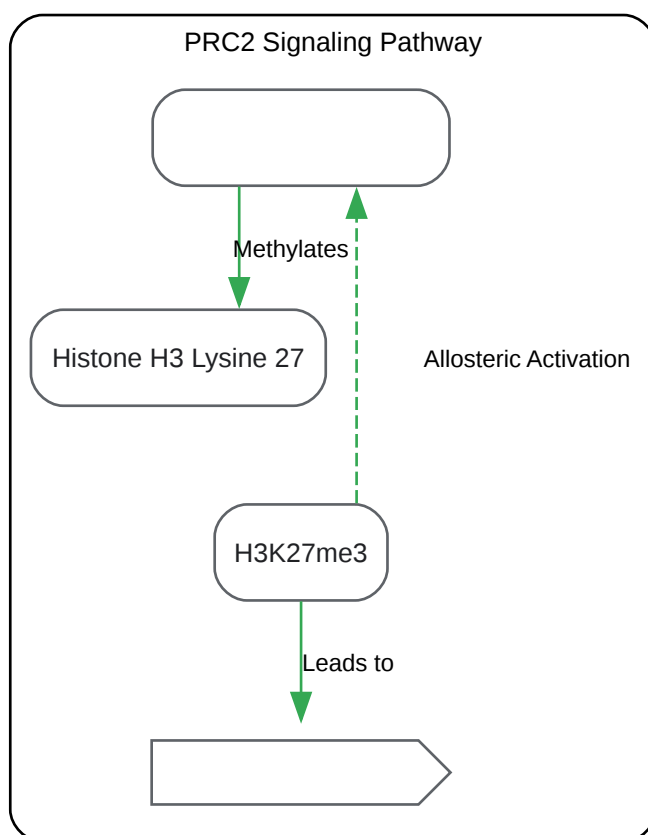 PRC2 Signaling Pathway
Methylates
Histone H3 Lysine 27
Allosteric Activation
H3K27me3
Leads to